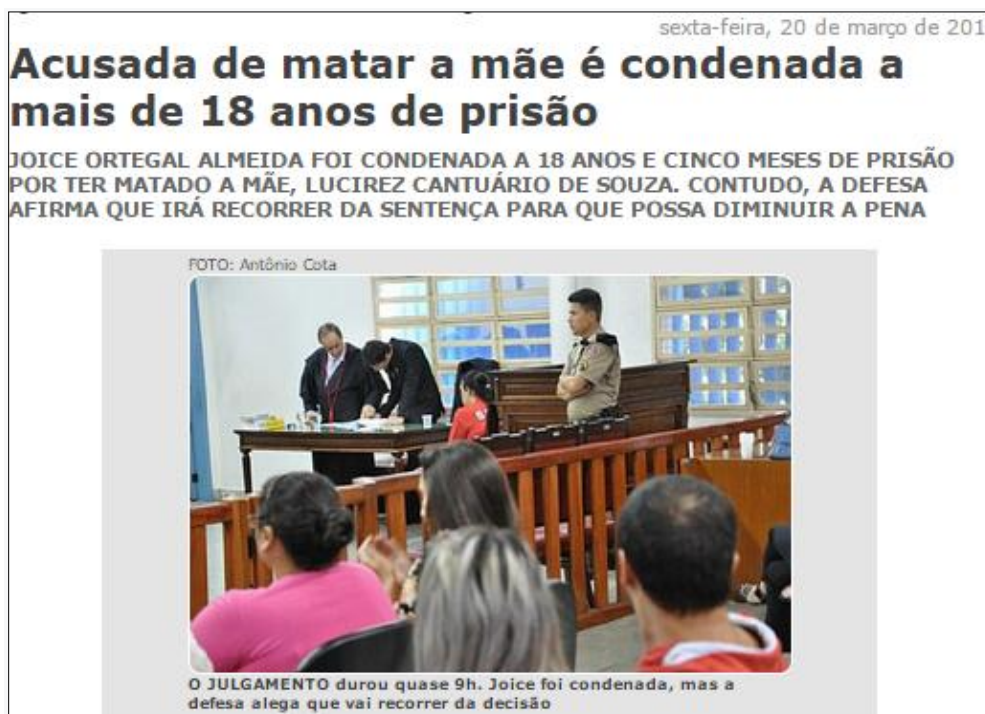 sexta-feira, 20 de março de 201
Acusada de matar a mãe é condenada a
mais de 18 anos de prisão
JOICE ORTEGAL ALMEIDA FOI CONDENADA A 18 ANOS E CINCO MESES DE PRISÃO
POR TER MATADO A MÃE, LUCIREZ CANTUÁRIO DE SOUZA. CONTUDO, A DEFESA
AFIRMA QUE IRÁ RECORRER DA SENTENÇA PARA QUE POSSA DIMINUIR A PENA
FOTO: Antônio Cota
O JULGAMENTO durou quase 9h. Joice foi condenada, mas a
defesa alega que vai recorrer da decisão